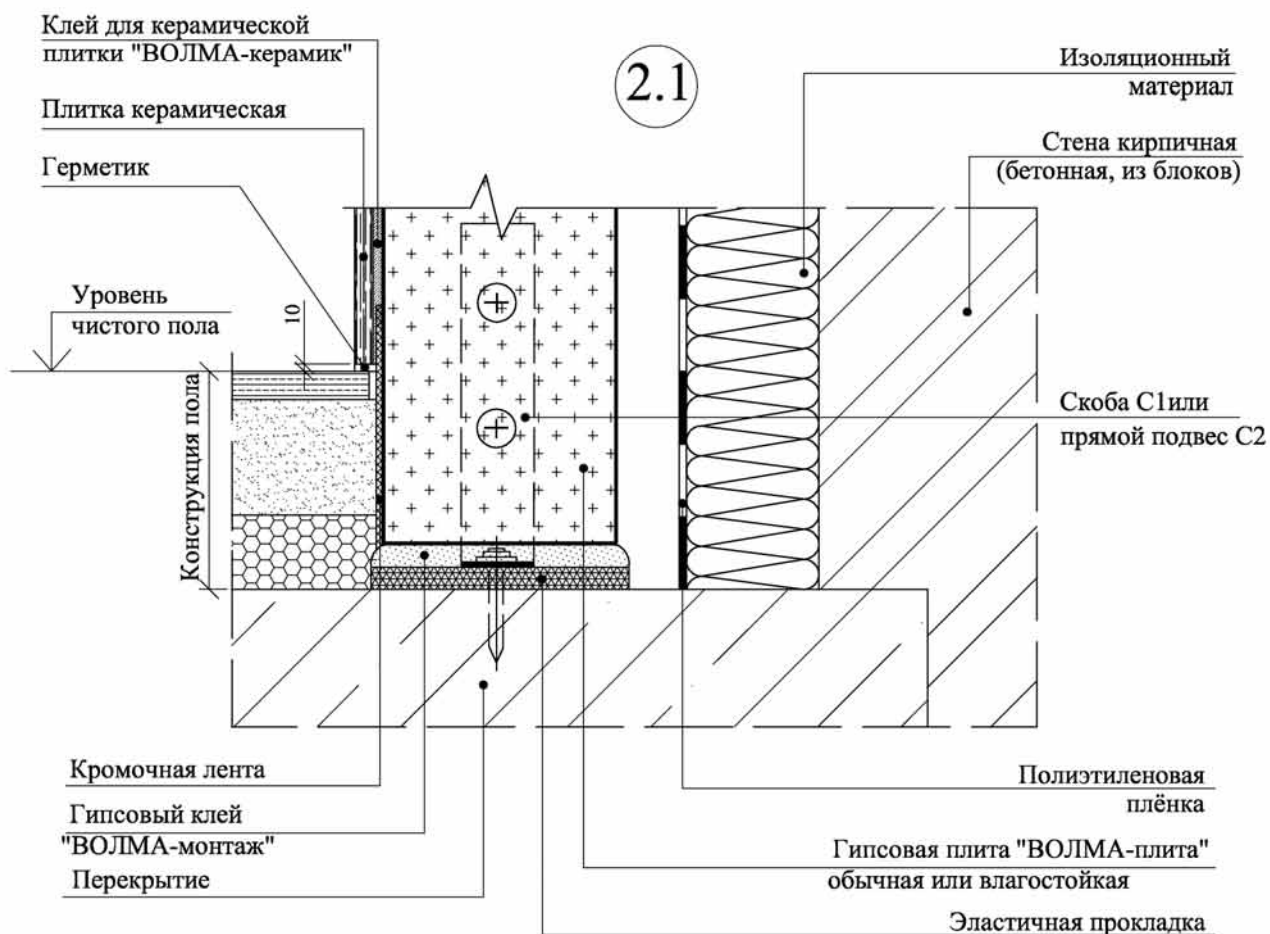 Клей для керамической
плитки "ВОЛМА-керамик"
Плитка керамическая
Герметик
Уровень
чистого пола
10
Конструкция пола
2.1
Изоляционный
материал
Стена кирпичная
(бетонная, из блоков)
Скоба С1или
прямой подвес С2
Кромочная лента
Гипсовый клей
"ВОЛМА-монтаж"
Перекрытие
Полиэтиленовая
плёнка
Гипсовая плита "ВОЛМА-плита"
обычная или влагостойкая
Эластичная прокладка